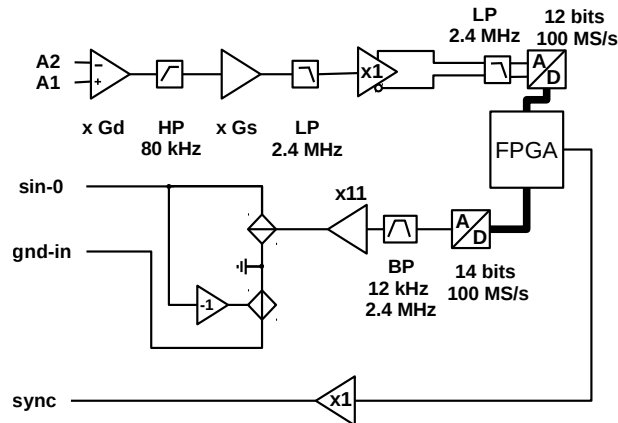 LP
2.4 MHz
12 bits
100 MS/s
A2
A1
−
+
x1
A
D
x Gd
HP
80 kHz
x Gs
LP
2.4 MHz
FPGA
sin-0
x11
A
D
gnd-in
BP
12 kHz
2.4 MHz
14 bits
100 MS/s
-1
sync
x1